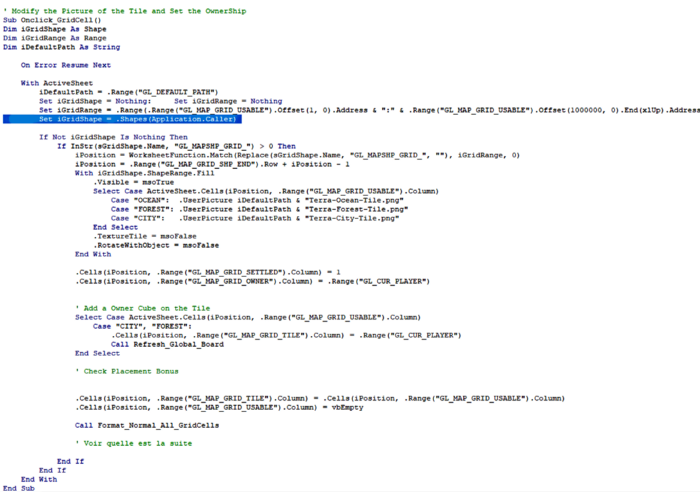 ' Modify the Picture of the Tile and Set the OwnerShip
Sub Onclick_GridCell()
Dim iGridShape As Shape
Dim iGridRange As Range
Dim iDefaultPath As String
On Error Resume Next
With ActiveSheet
iDefaultPath = .Range("GL_DEFAULT_PATH")
Set iGridShape = Nothing: Set iGridRange = Nothing
Set iGridRange = .Range(.Range("GL_MAP_GRID_USABLE").Offset(1, 0).Address & ":" & .Range("GL_MAP_GRID_USABLE").Offset(1000000, 0).End(xlUp).Address
Set iGridShape = .Shapes(Application.Caller)
If Not iGridShape Is Nothing Then
If InStr(sGridShape.Name, "GL_MAPSHP_GRID_") > 0 Then
iPosition = WorksheetFunction.Match(Replace(sGridShape.Name, "GL_MAPSHP_GRID_", ""), iGridRange, 0)
iPosition = .Range("GL_MAP_GRID_SHP_END").Row + iPosition - 1
With iGridShape.ShapeRange.Fill
.Visible = msoTrue
Select Case ActiveSheet.Cells(iPosition, .Range("GL_MAP_GRID_USABLE").Column)
Case "OCEAN": .UserPicture iDefaultPath & "Terra-Ocean-Tile.png"
Case "FOREST": .UserPicture iDefaultPath & "Terra-Forest-Tile.png"
Case "CITY": .UserPicture iDefaultPath & "Terra-City-Tile.png"
End Select
.TextureTile = msoFalse
.RotateWithObject = msoFalse
End With
.Cells(iPosition, .Range("GL_MAP_GRID_SETTLED").Column) = 1
.Cells(iPosition, .Range("GL_MAP_GRID_OWNER").Column) = .Range("GL_CUR_PLAYER")
' Add a Owner Cube on the Tile
Select Case ActiveSheet.Cells(iPosition, .Range("GL_MAP_GRID_USABLE").Column)
Case "CITY", "FOREST":
.Cells(iPosition, .Range("GL_MAP_GRID_TILE").Column) = .Range("GL_CUR_PLAYER")
Call Refresh_Global_Board
End Select
' Check Placement Bonus
.Cells(iPosition, .Range("GL_MAP_GRID_TILE").Column) = .Cells(iPosition, .Range("GL_MAP_GRID_USABLE").Column)
.Cells(iPosition, .Range("GL_MAP_GRID_USABLE").Column) = vbEmpty
Call Format_Normal_All_GridCells
' Voir quelle est la suite
End If
End If
End With
End Sub